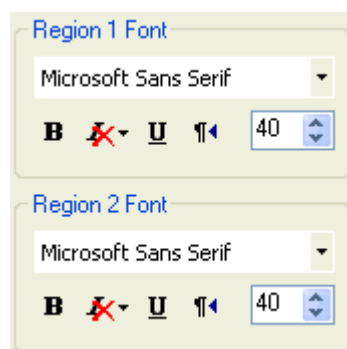 Region 1 Font
Microsoft Sans Serif
B I U ¶ 40
Region 2 Font
Microsoft Sans Serif
B I U ¶ 40